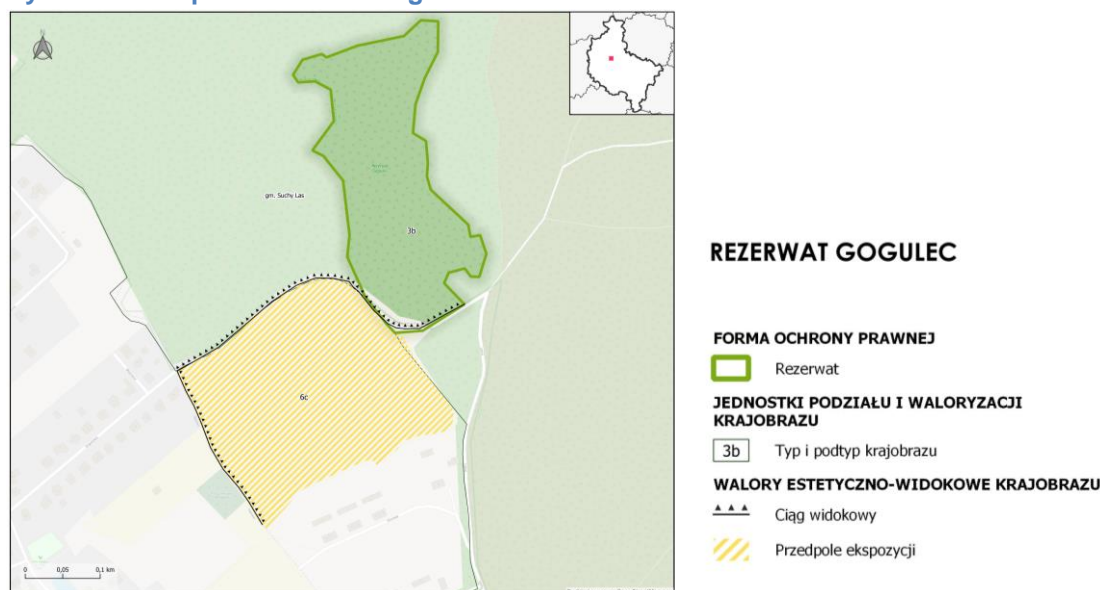 gm. Suchy Las
3b
6c
0 0,05 0,1 km
REZERWAT GOGULEC
FORMA OCHRONY PRAWNEJ
Rezerwat
JEDNOSTKI PODZIAŁU I WALORYZACJI
KRAJOBRAZU
3b Typ i podtyp krajobrazu
WALORY ESTETYCZNO-WIDOKOWE KRAJOBRAZU
Ciąg widokowy
Przedpole ekspozycji